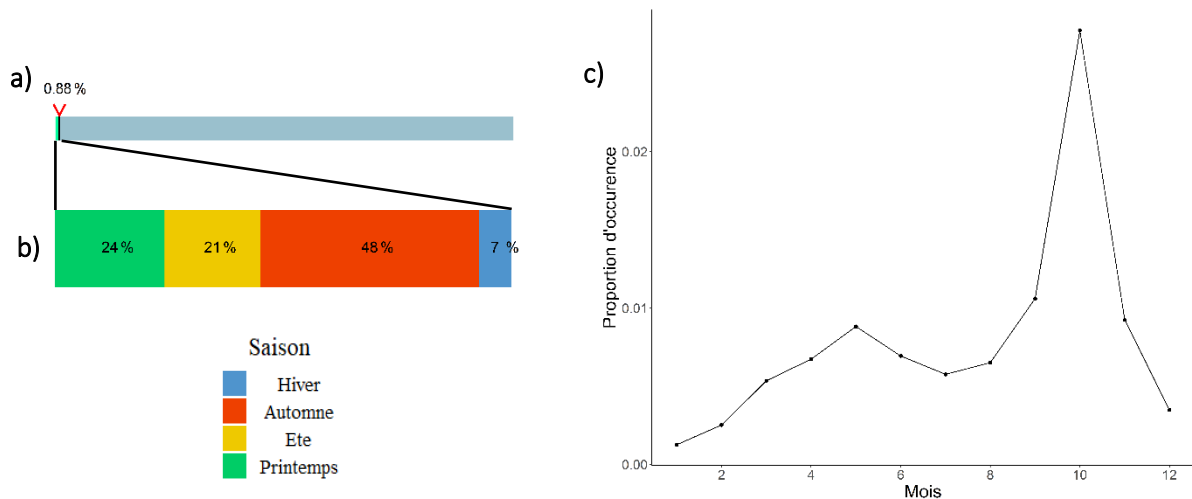 a)
0.88 %
b)
24 %
21 %
48 %
7 %
Saison
Hiver
Automne
Ete
Printemps
c)
Proportion d'occurence
0.02
0.01
0.00
2 4 6 8 10 12
Mois